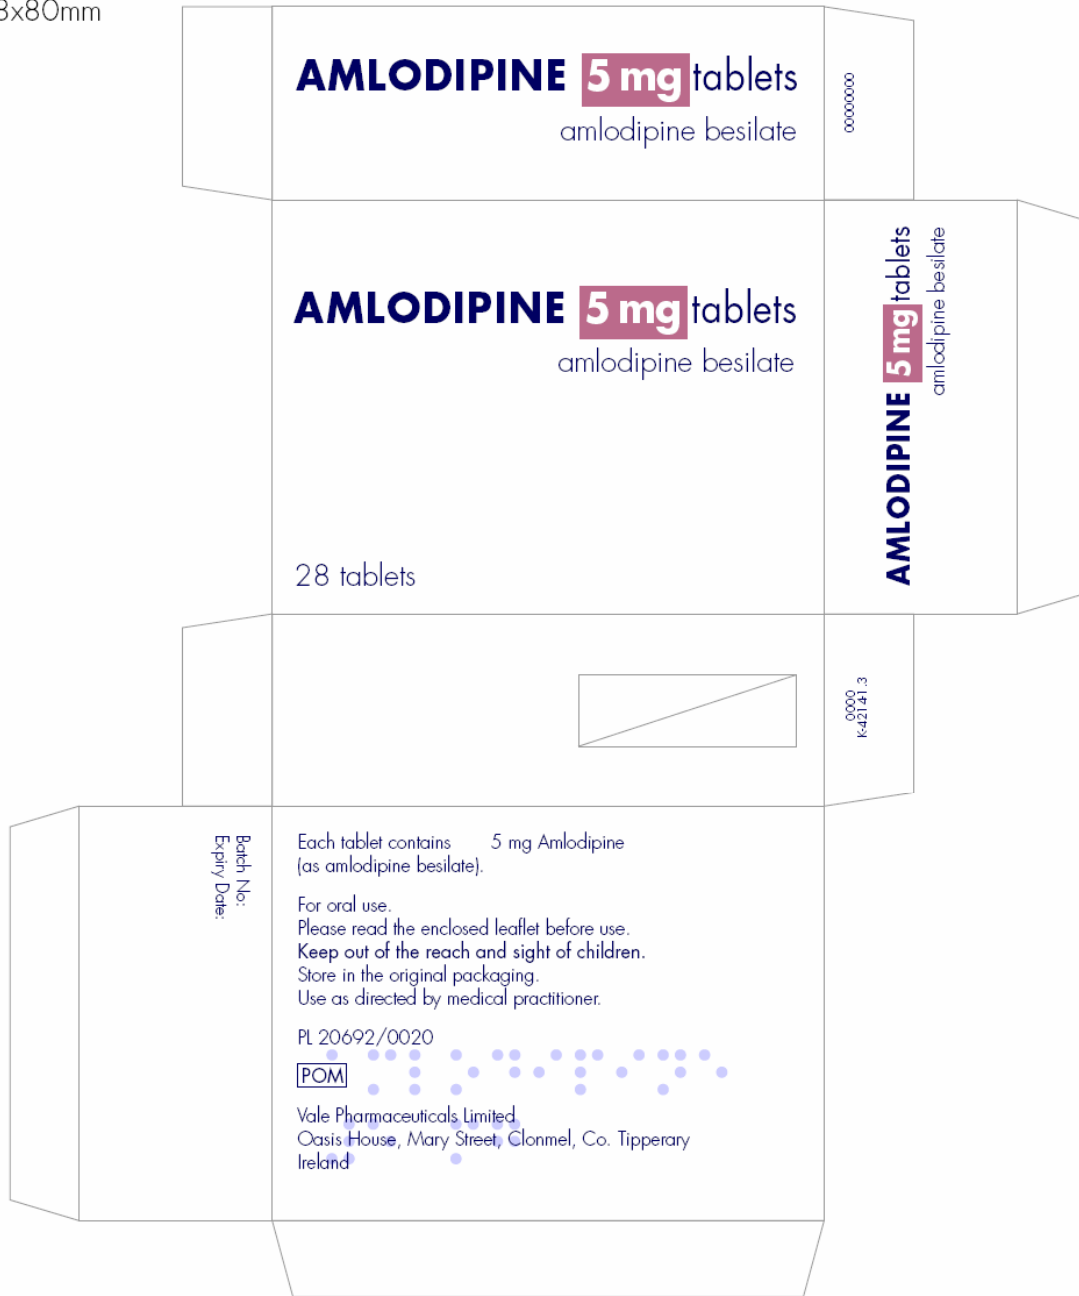 8x80mm
AMLODIPINE 5 mg tablets
amlodipine besilate
00000000
AMLODIPINE 5 mg tablets
amlodipine besilate
28 tablets
AMLODIPINE 5 mg tablets
amlodipine besilate
0000
K-4214-1.3
Batch No:
Expiry Date:
Each tablet contains 5 mg Amlodipine
(as amlodipine besilate).
For oral use.
Please read the enclosed leaflet before use.
Keep out of the reach and sight of children.
Store in the original packaging.
Use as directed by medical practitioner.
PL 20692/0020
POM
Vale Pharmaceuticals Limited
Oasis House, Mary Street, Clonmel, Co. Tipperary
Ireland